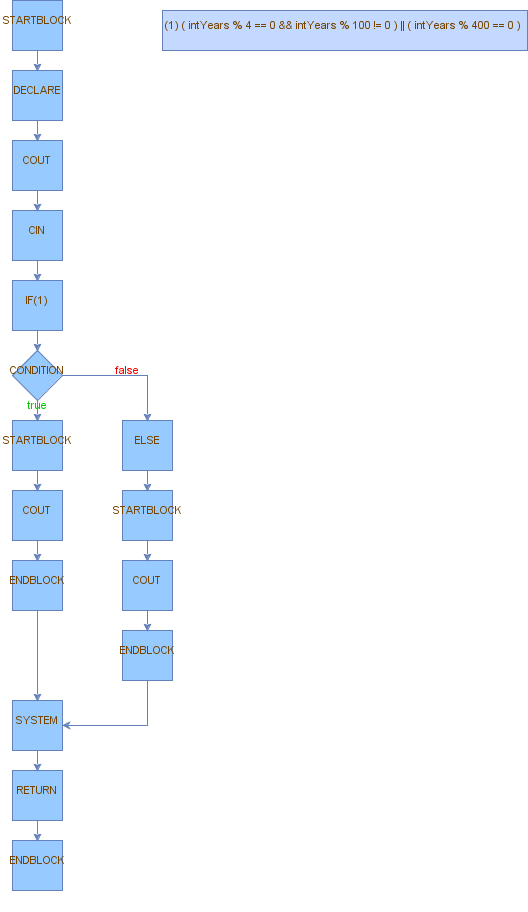 STARTBLOCK
(1) ( intYears % 4 == 0 && intYears % 100 != 0 ) || ( intYears % 400 == 0 )
DECLARE
COUT
CIN
IF(1)
CONDITION
false
true
STARTBLOCK
ELSE
COUT
STARTBLOCK
ENDBLOCK
COUT
ENDBLOCK
SYSTEM
RETURN
ENDBLOCK